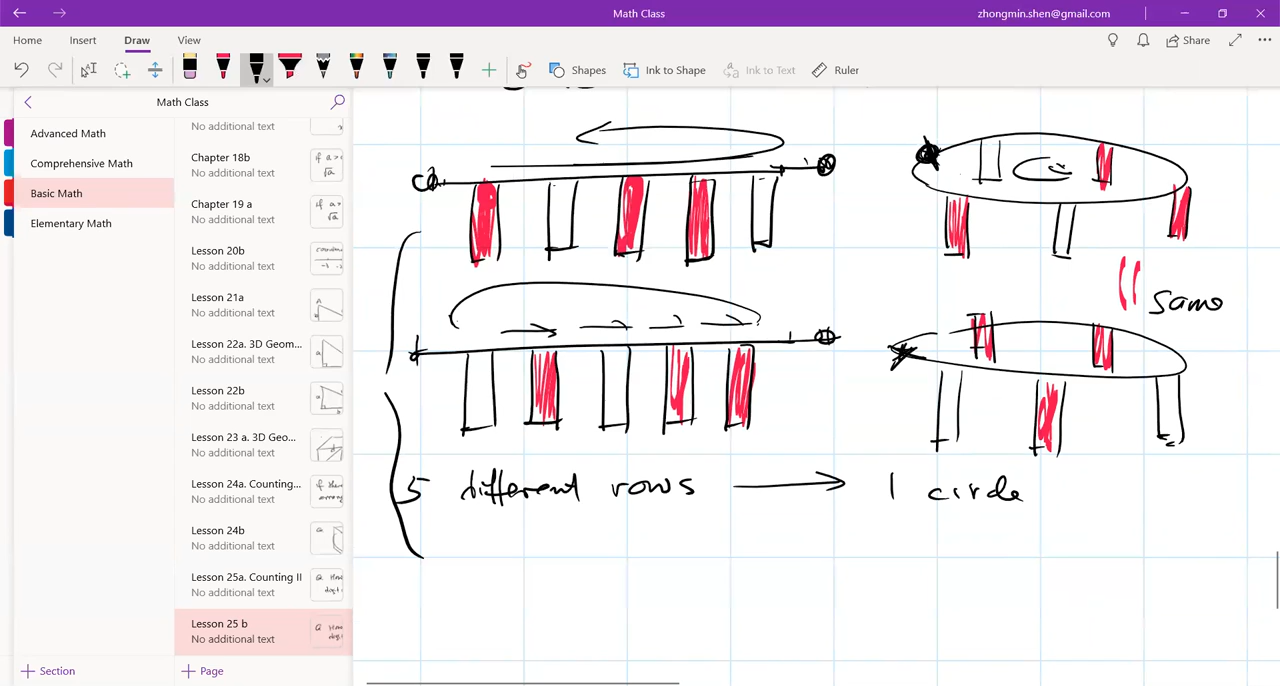 Math Class
zhongmin.shen@gmail.com
Home Insert Draw View
Share
Shapes
Ink to Shape
Ink to Text
Ruler
Math Class
Advanced Math
Comprehensive Math
Basic Math
Elementary Math
Section
No additional text
Chapter 18b
No additional text
Chapter 19 a
No additional text
Lesson 20b
No additional text
Lesson 21a
No additional text
Lesson 22a. 3D Geom...
No additional text
Lesson 22b
No additional text
Lesson 23 a. 3D Geo...
No additional text
Lesson 24a. Counting...
No additional text
Lesson 24b
No additional text
Lesson 25a. Counting II
No additional text
Lesson 25 b
No additional text
Page
Same
5 different rows → 1 circle